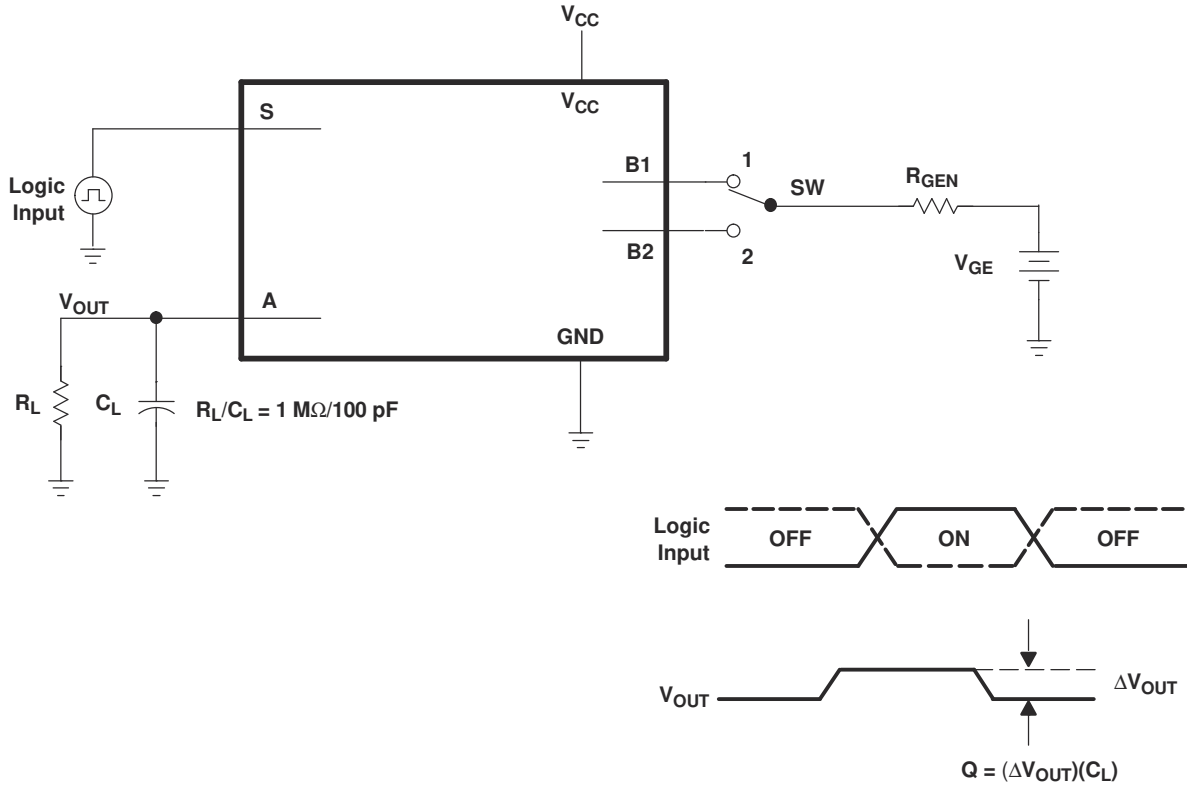 VCC
VCC
S
B1
1
SW
RGEN
Logic
Input
B2
2
VGE
VOUT
A
GND
RL
CL
RL/CL = 1 MΩ/100 pF
Logic
Input
OFF
ON
OFF
VOUT
ΔVOUT
Q = (ΔVOUT)(CL)